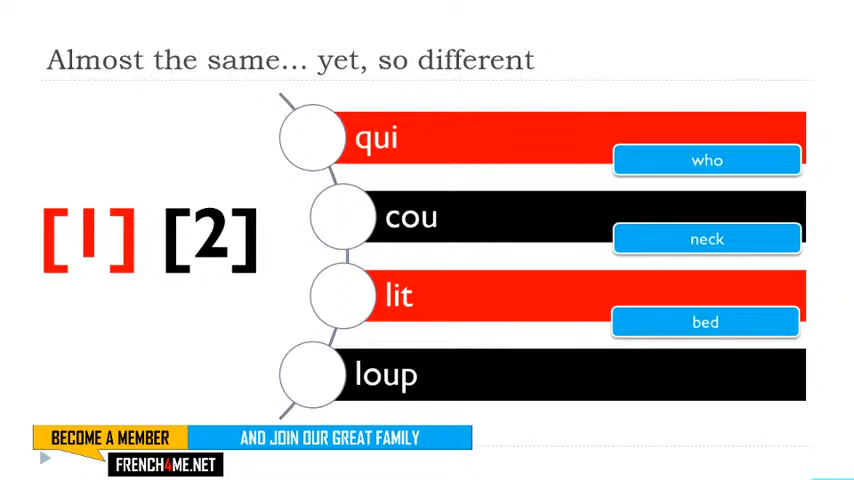 Almost the same... yet, so different
[1] [2]
qui
who
cou
neck
lit
bed
loup
BECOME A MEMBER
AND JOIN OUR GREAT FAMILY
FRENCH4ME.NET